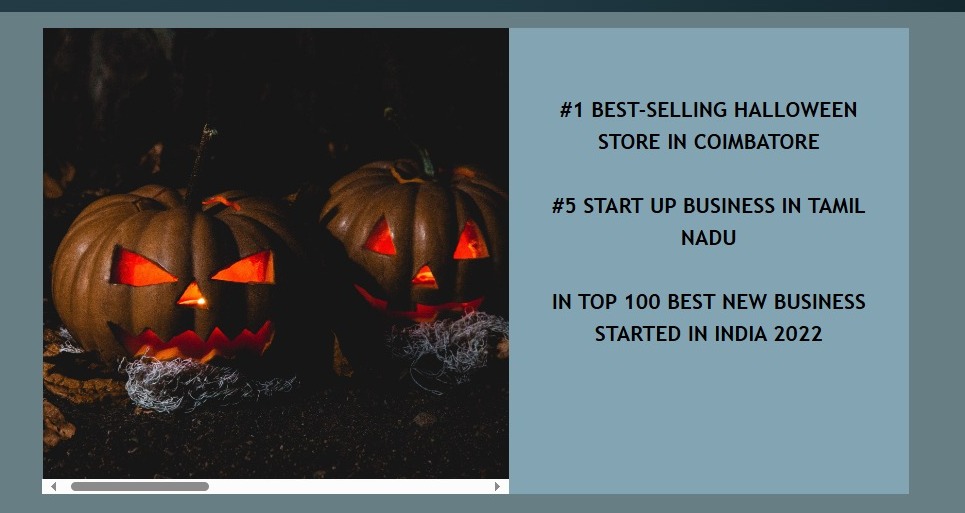 #1 BEST-SELLING HALLOWEEN
STORE IN COIMBATORE
#5 START UP BUSINESS IN TAMIL
NADU
IN TOP 100 BEST NEW BUSINESS
STARTED IN INDIA 2022